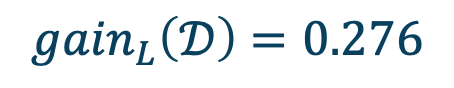 gain_L(𝒟) = 0.276